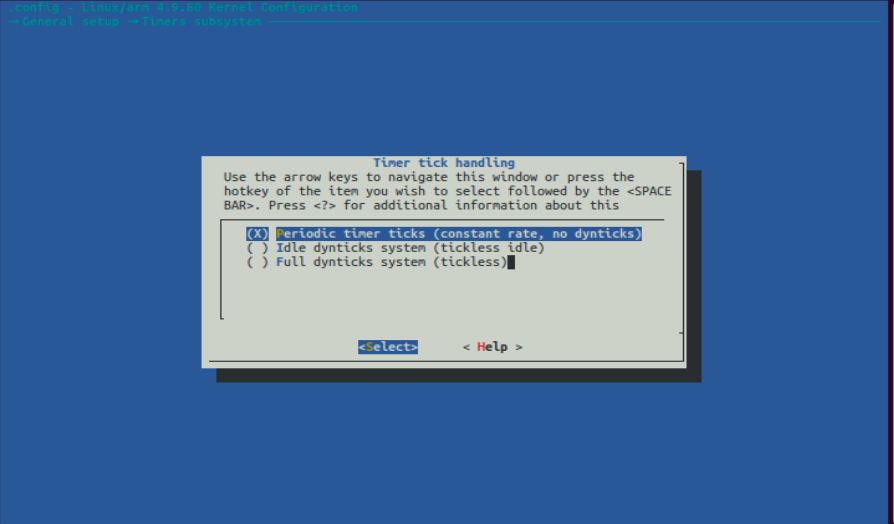 .config - Linux/arm 4.9.80 Kernel Configuration
→ General setup → Timers subsystem
Timer tick handling
Use the arrow keys to navigate this window or press the
hotkey of the item you wish to select followed by the <SPACE
BAR>. Press <?> for additional information about this
(X) Periodic timer ticks (constant rate, no dynticks)
( ) Idle dynticks system (tickless idle)
( ) Full dynticks system (tickless)
<Select> < Help >